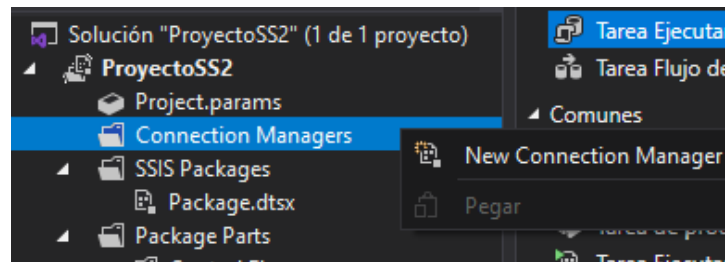 Solución "ProyectoSS2" (1 de 1 proyecto)
ProyectoSS2
Project.params
Connection Managers
SSIS Packages
Package.dtsx
Package Parts
Tarea Ejecuta
Tarea Flujo de
Comunes
New Connection Manager
Pegar